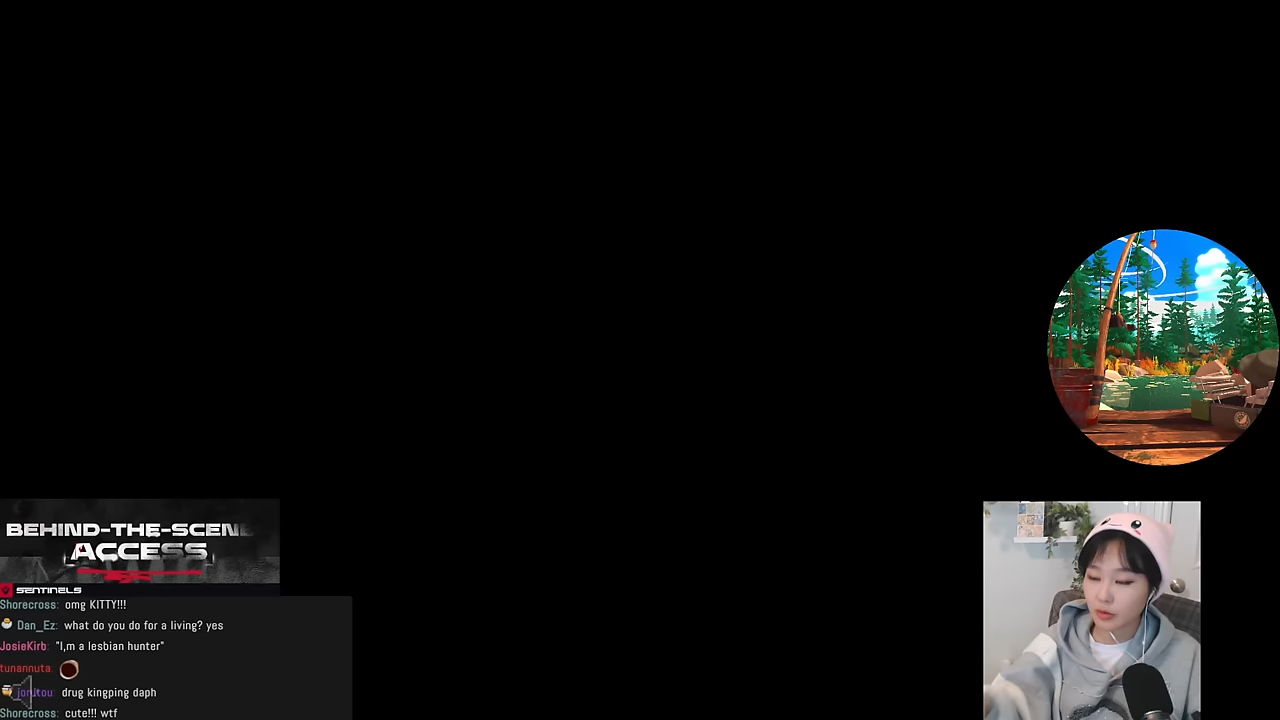 BEHIND-THE-SCENE
ACCESS
SENTINELS
Shorecross: omg KITTY!!!
Dan_Ez: what do you do for a living? yes
JosieKirb: "I,m a lesbian hunter"
tunannuta:
jorutou: drug kingping daph
Shorecross: cute!!! wtf